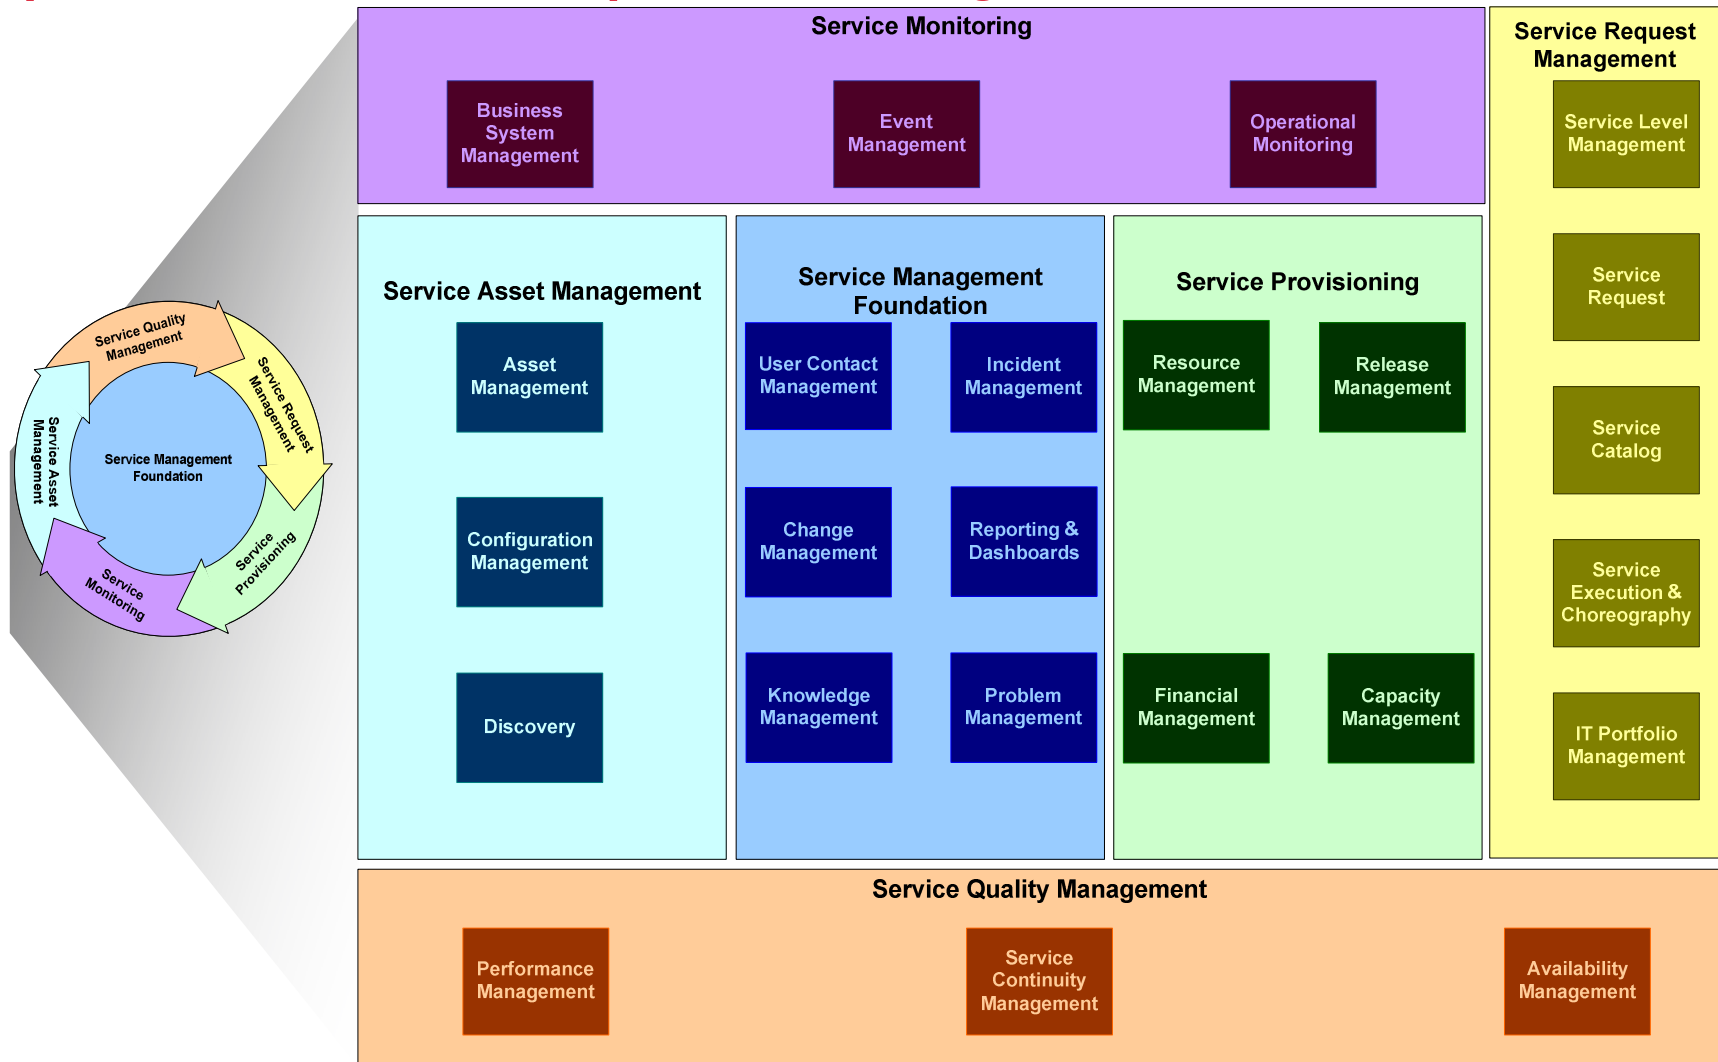 Service Monitoring
Business
System
Management
Event
Management
Operational
Monitoring
Service Request
Management
Service Level
Management
Service
Request
Service
Catalog
Service
Execution &
Choreography
IT Portfolio
Management
Service Quality
Management
Service Request
Management
Service
Provisioning
Service
Monitoring
Service Asset
Management
Service Management
Foundation
Service Asset Management
Asset
Management
Configuration
Management
Discovery
Service Management
Foundation
User Contact
Management
Incident
Management
Change
Management
Reporting &
Dashboards
Knowledge
Management
Problem
Management
Service Provisioning
Resource
Management
Release
Management
Financial
Management
Capacity
Management
Service Quality Management
Performance
Management
Service
Continuity
Management
Availability
Management